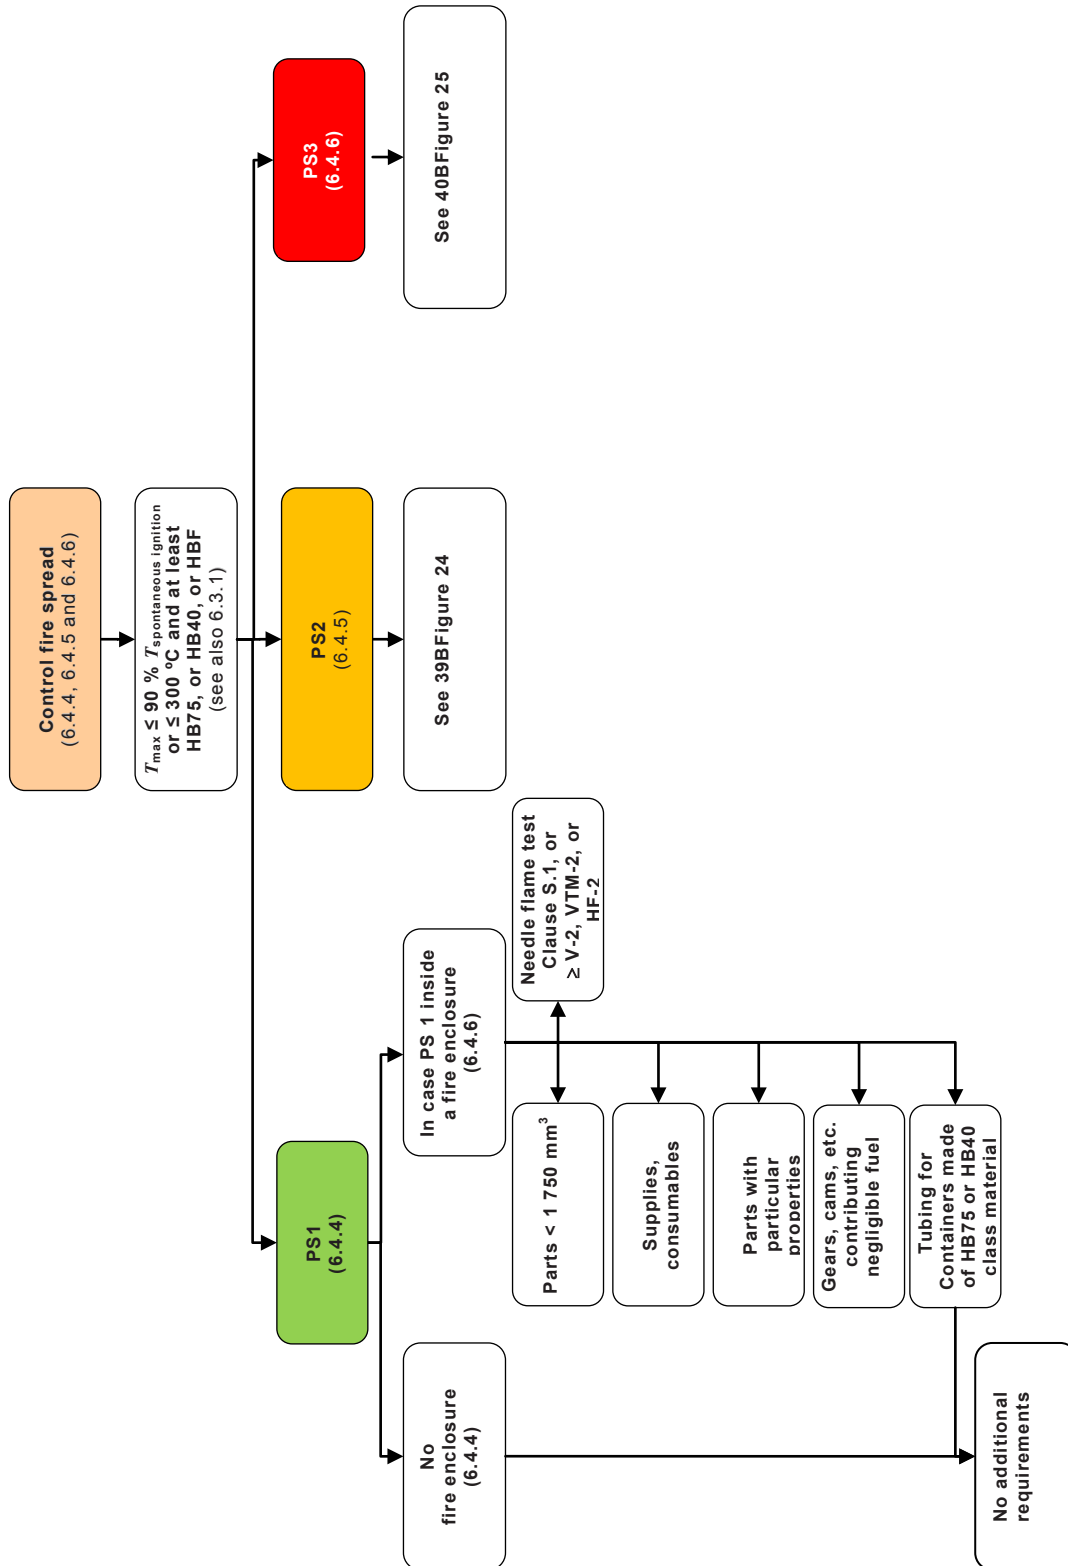 Control fire spread
(6.4.4, 6.4.5 and 6.4.6)
Tmax ≤ 90 % Tspontaneous ignition
or ≤ 300 ºC and at least
HB75, or HB40, or HBF
(see also 6.3.1)
PS1
(6.4.4)
PS2
(6.4.5)
PS3
(6.4.6)
No
fire enclosure
(6.4.4)
In case PS 1 inside
a fire enclosure
(6.4.6)
See 39BFigure 24
See 40BFigure 25
Parts < 1 750 mm³
Needle flame test
Clause S.1, or
≥ V-2, VTM-2, or
HF-2
Supplies,
consumables
Parts with
particular
properties
Gears, cams, etc.
contributing
negligible fuel
Tubing for
Containers made
of HB75 or HB40
class material
No additional
requirements